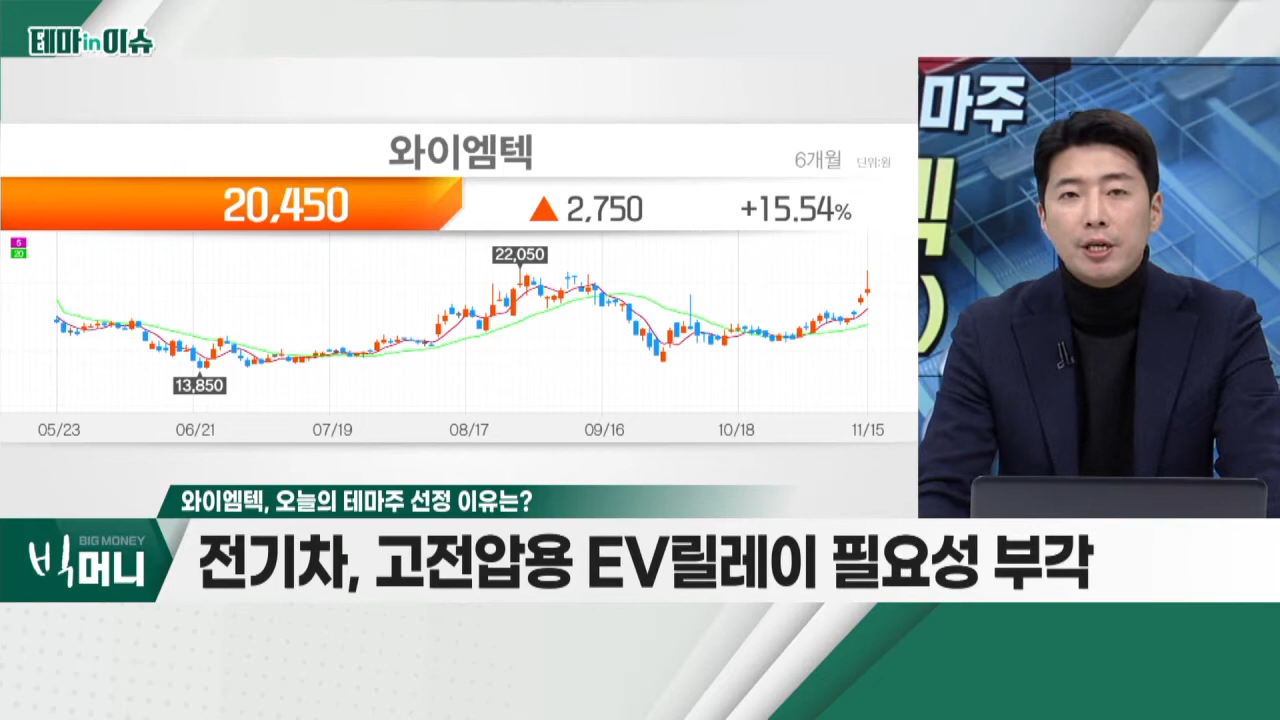 테마in이슈
마주
와이엠텍
6개월 단위:원
20,450 ▲ 2,750 +15.54%
5
20
22,050
13,850
05/23 06/21 07/19 08/17 09/16 10/18 11/15
와이엠텍, 오늘의 테마주 선정 이유는?
BIG MONEY
빅머니
전기차, 고전압용 EV릴레이 필요성 부각